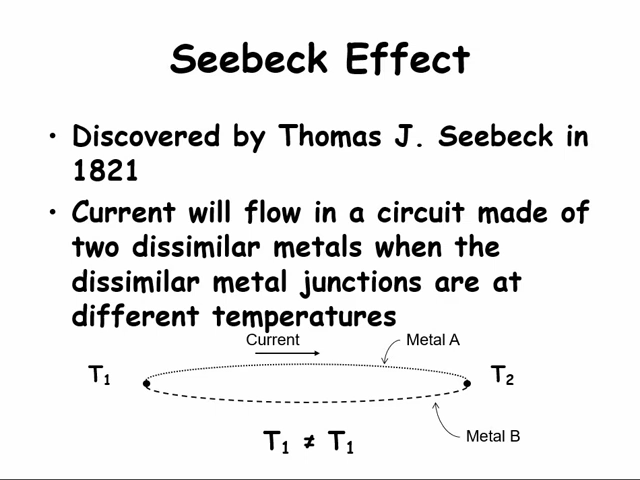 Seebeck Effect
• Discovered by Thomas J. Seebeck in
1821
• Current will flow in a circuit made of
two dissimilar metals when the
dissimilar metal junctions are at
different temperatures
Current
Metal A
T₁
T₂
T₁ ≠ T₁
Metal B